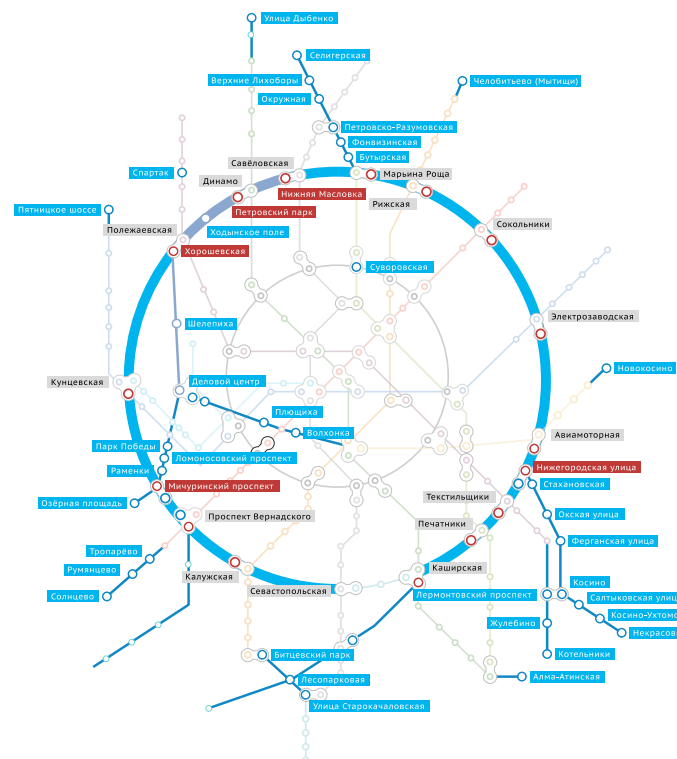 Улица Дыбенко
Селигерская
Верхние Лихоборы
Челобитьево (Мытищи)
Окружная
Петровско-Разумовская
Фонвизинская
Бутырская
Савёловская
Спартак
Марьина Роща
Динамо
Нижняя Масловка
Рижская
Пятницкое шоссе
Петровский парк
Сокольники
Полежаевская
Ходынское поле
Хорошевская
Суворовская
Электрозаводская
Шелепиха
Новокосино
Кунцевская
Деловой центр
Плющиха
Волхонка
Авиамоторная
Парк Победы
Ломоносовский проспект
Нижегородская улица
Раменки
Мичуринский проспект
Стахановская
Текстильщики
Озёрная площадь
Проспект Вернадского
Окская улица
Печатники
Ферганская улица
Тропарёво
Румянцево
Каширская
Калужская
Косино
Севастопольская
Солнцево
Лермонтовский проспект
Салтыковская улиц
Косино-Ухтомс
Жулебино
Некрасов
Битцевский парк
Котельники
Лесопарковая
Алма-Атинская
Улица Старокачаловская